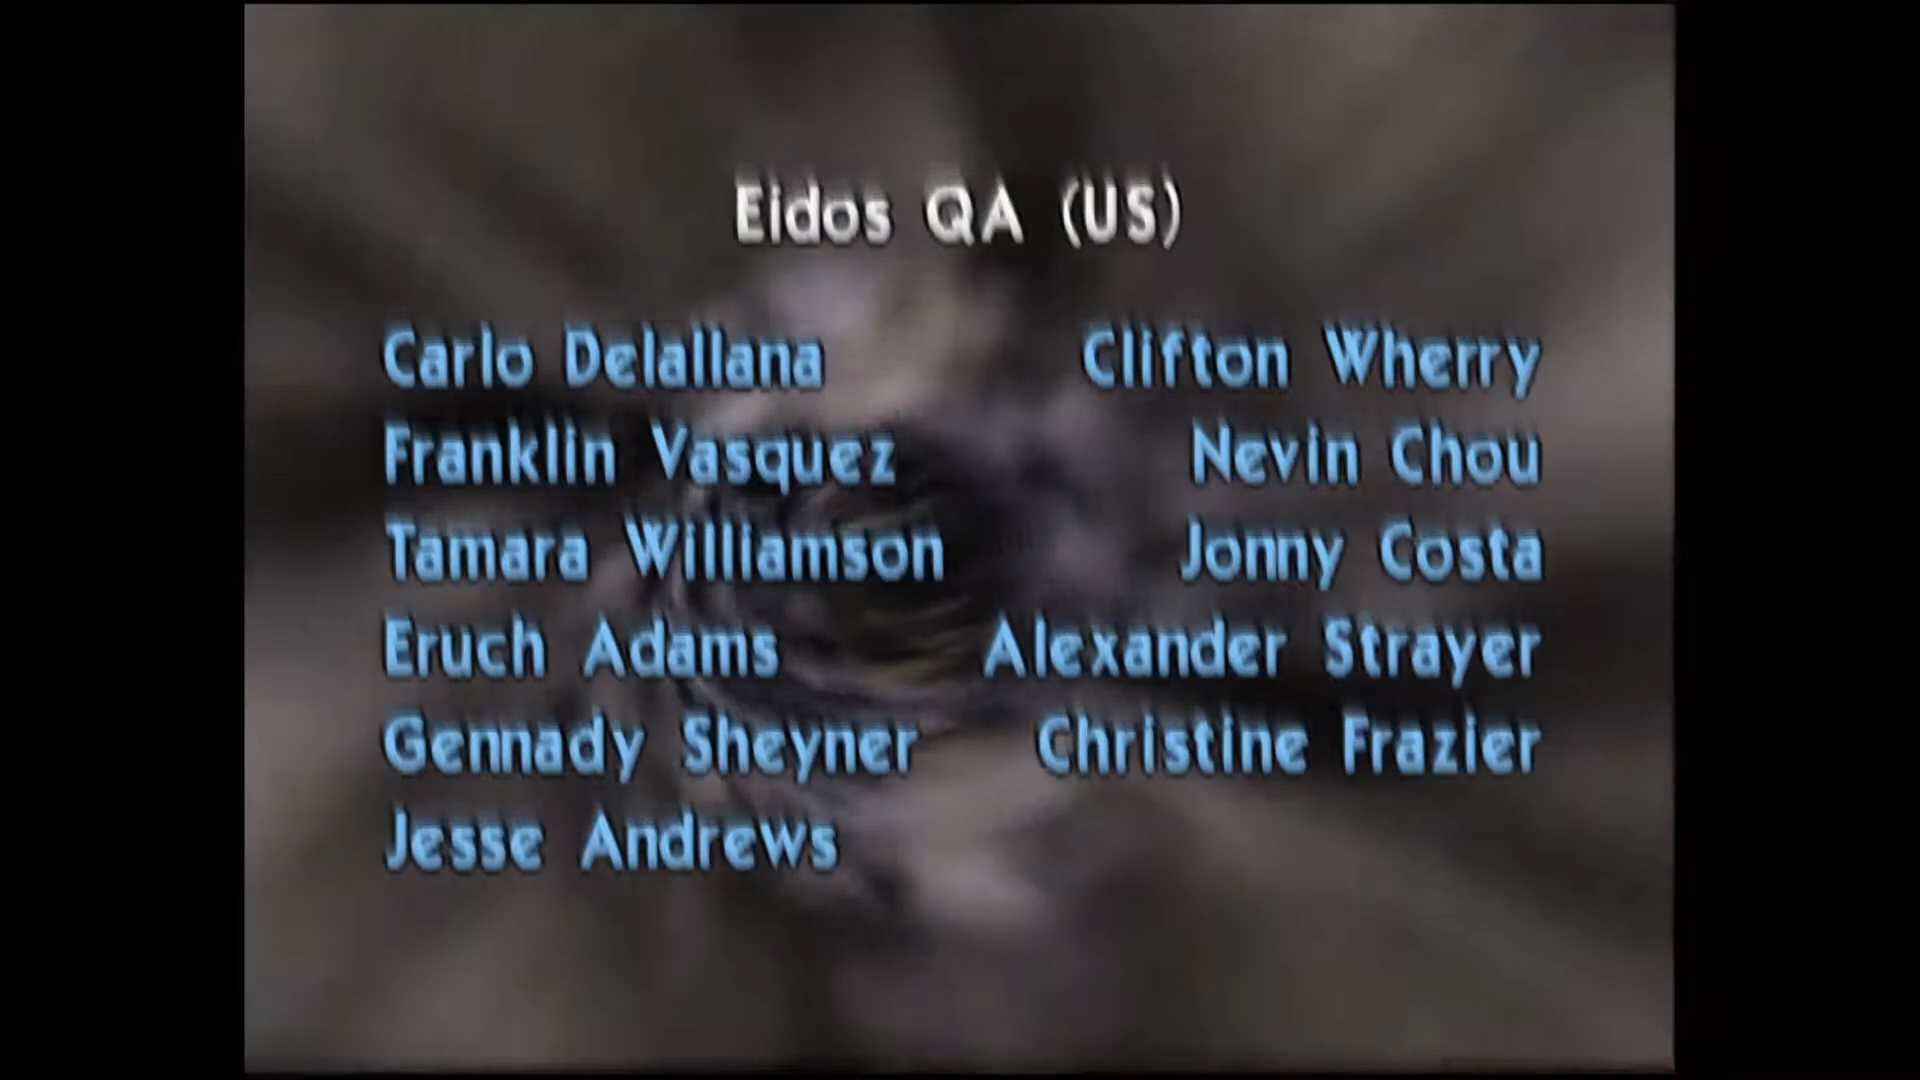 Eidos QA (US)
Carlo Delallana
Clifton Wherry
Franklin Vasquez
Nevin Chou
Tamara Williamson
Jonny Costa
Eruch Adams
Alexander Strayer
Gennady Sheyner
Christine Frazier
Jesse Andrews